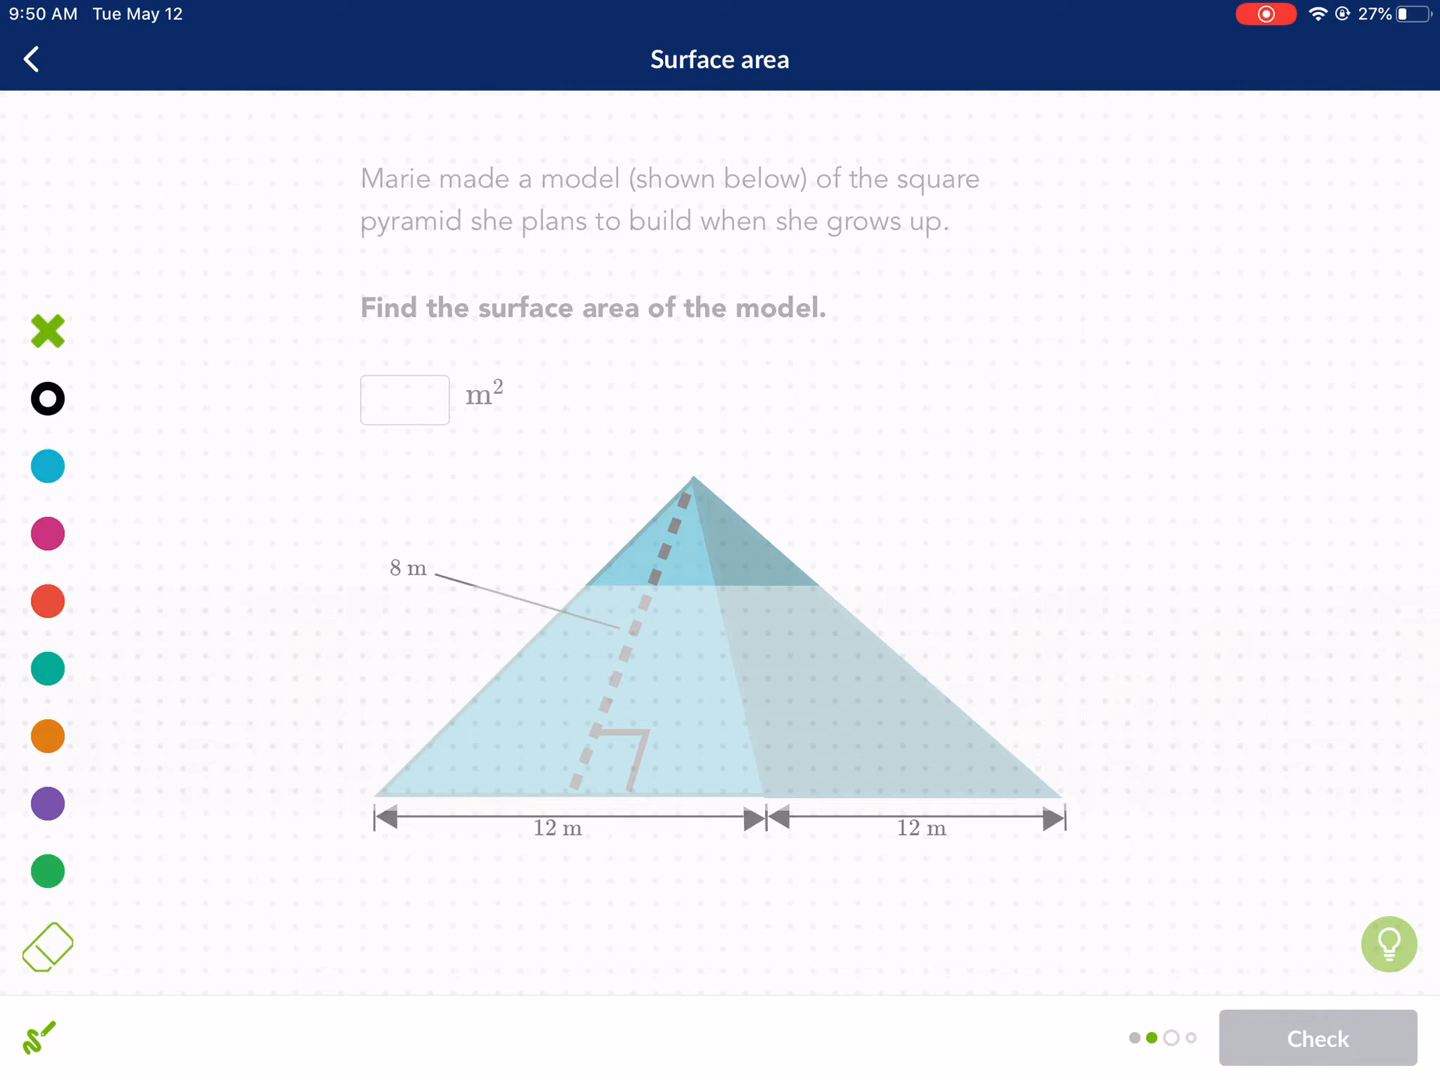 9:50 AM Tue May 12
27%
Surface area
Marie made a model (shown below) of the square
pyramid she plans to build when she grows up.
Find the surface area of the model.
m²
8 m
12 m
12 m
Check